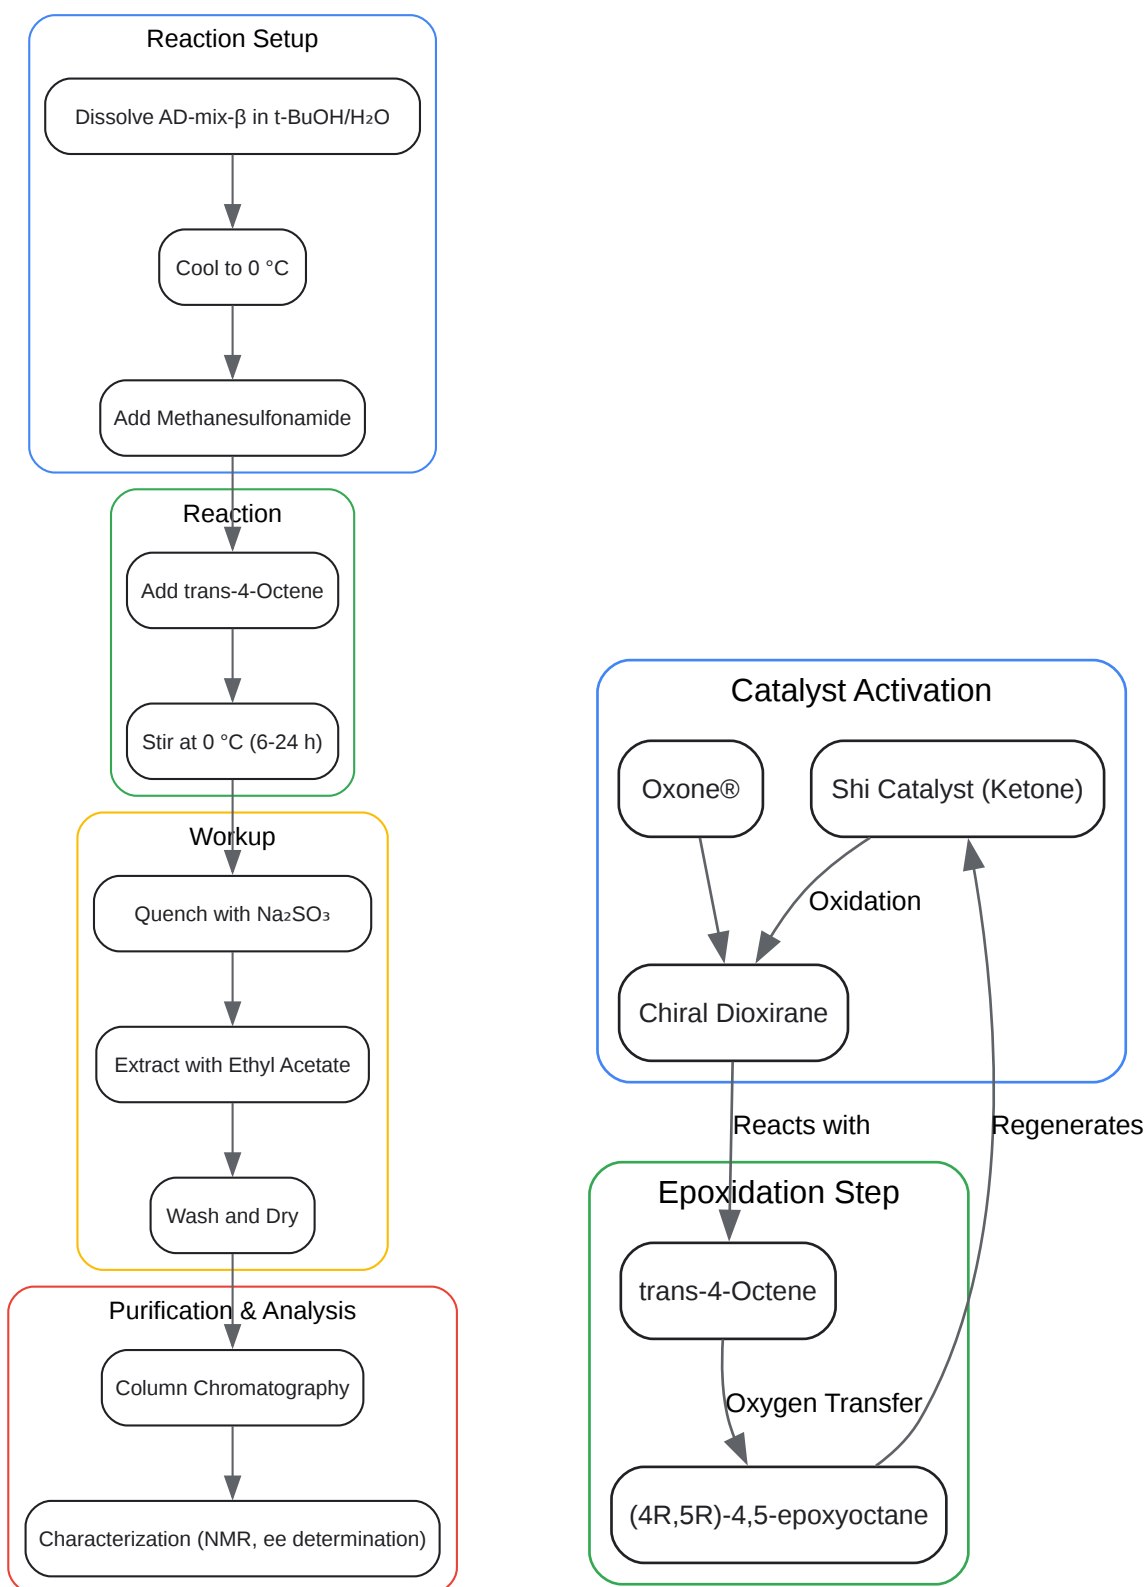 Reaction Setup
Dissolve AD-mix-β in t-BuOH/H₂O
Cool to 0 °C
Add Methanesulfonamide
Reaction
Add trans-4-Octene
Stir at 0 °C (6-24 h)
Workup
Quench with Na₂SO₃
Extract with Ethyl Acetate
Wash and Dry
Purification & Analysis
Column Chromatography
Characterization (NMR, ee determination)
Catalyst Activation
Oxone®
Shi Catalyst (Ketone)
Oxidation
Chiral Dioxirane
Reacts with
Regenerates
Epoxidation Step
trans-4-Octene
Oxygen Transfer
(4R,5R)-4,5-epoxyoctane